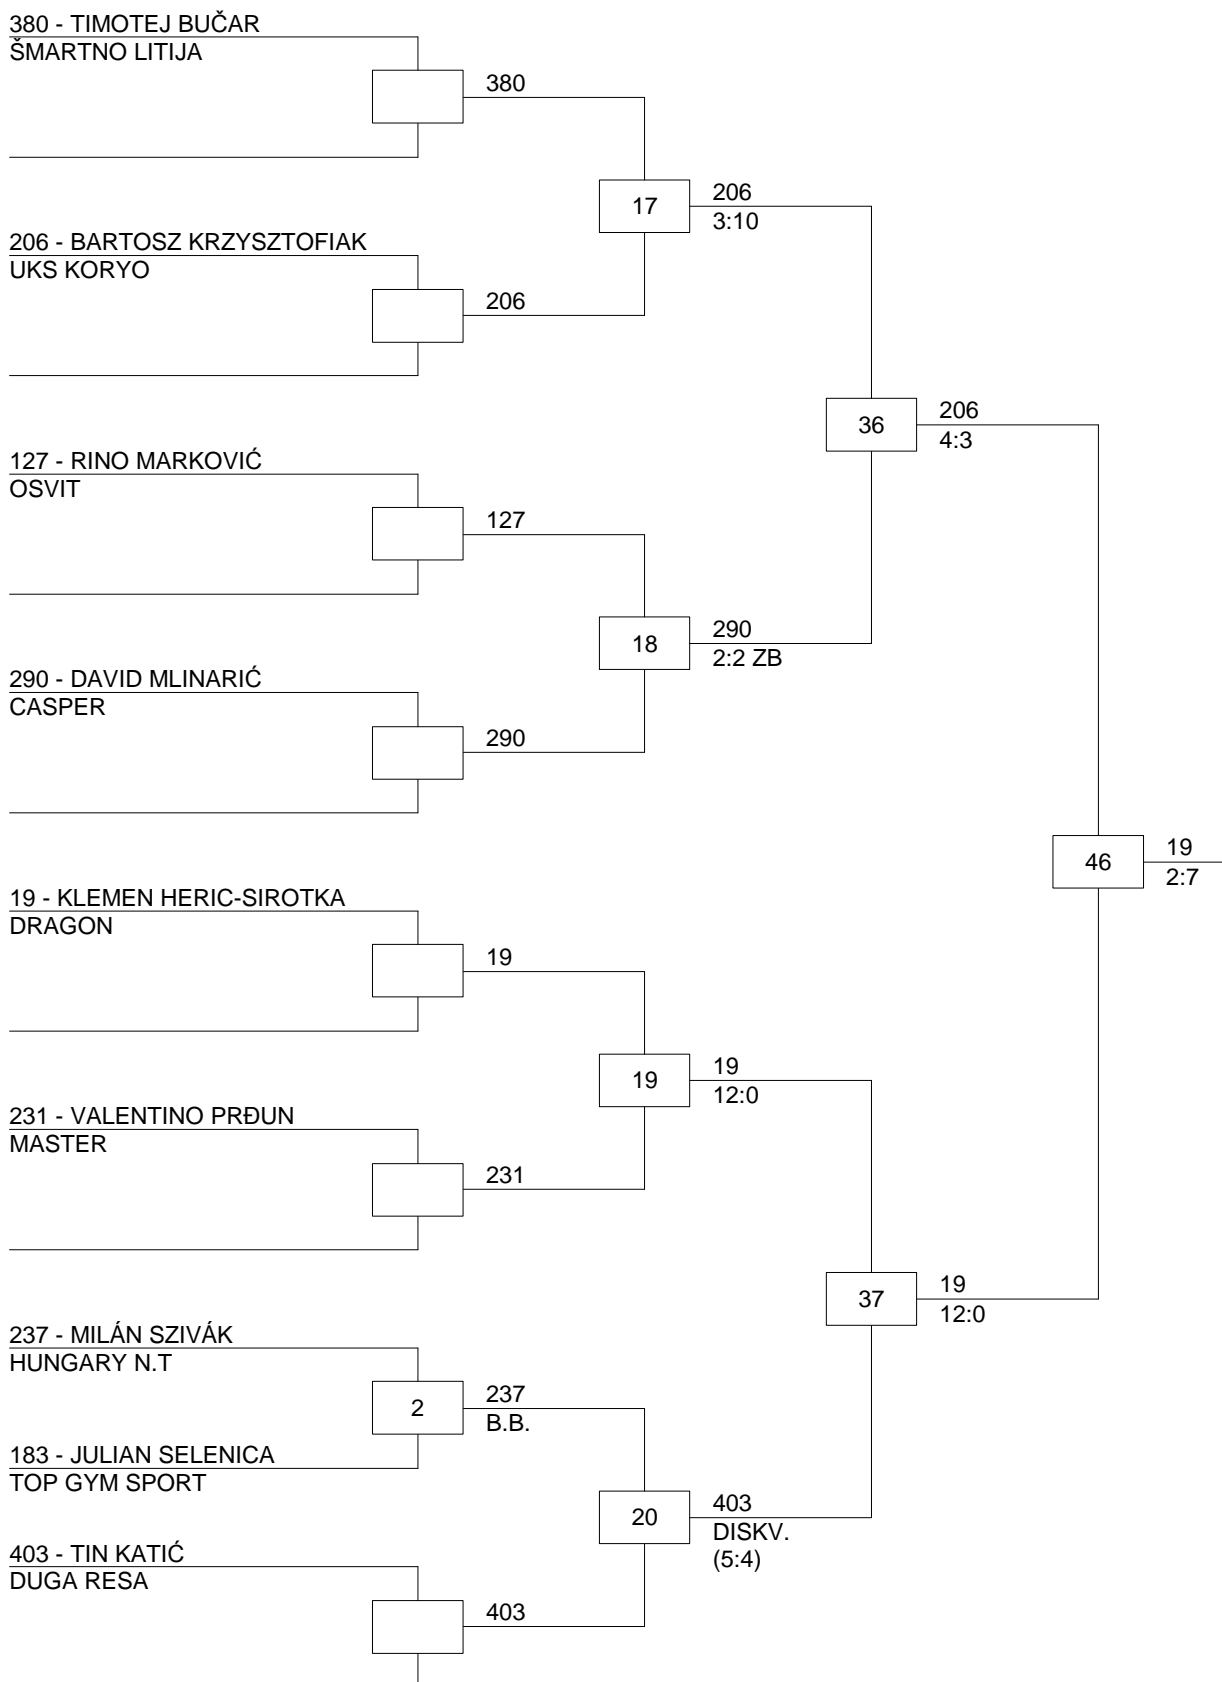 380 - TIMOTEJ BUČAR
ŠMARTNO LITIJA
380
17
206
3:10
206 - BARTOSZ KRZYSZTOFIAK
UKS KORYO
206
36
206
4:3
127 - RINO MARKOVIĆ
OSVIT
127
18
290
2:2 ZB
290 - DAVID MLINARIĆ
CASPER
290
46
19
2:7
19 - KLEMEN HERIC-SIROTKA
DRAGON
19
19
19
12:0
231 - VALENTINO PRĐUN
MASTER
231
37
19
12:0
237 - MILÁN SZIVÁK
HUNGARY N.T
2
237
B.B.
183 - JULIAN SELENICA
TOP GYM SPORT
20
403
DISKV.
(5:4)
403 - TIN KATIĆ
DUGA RESA
403